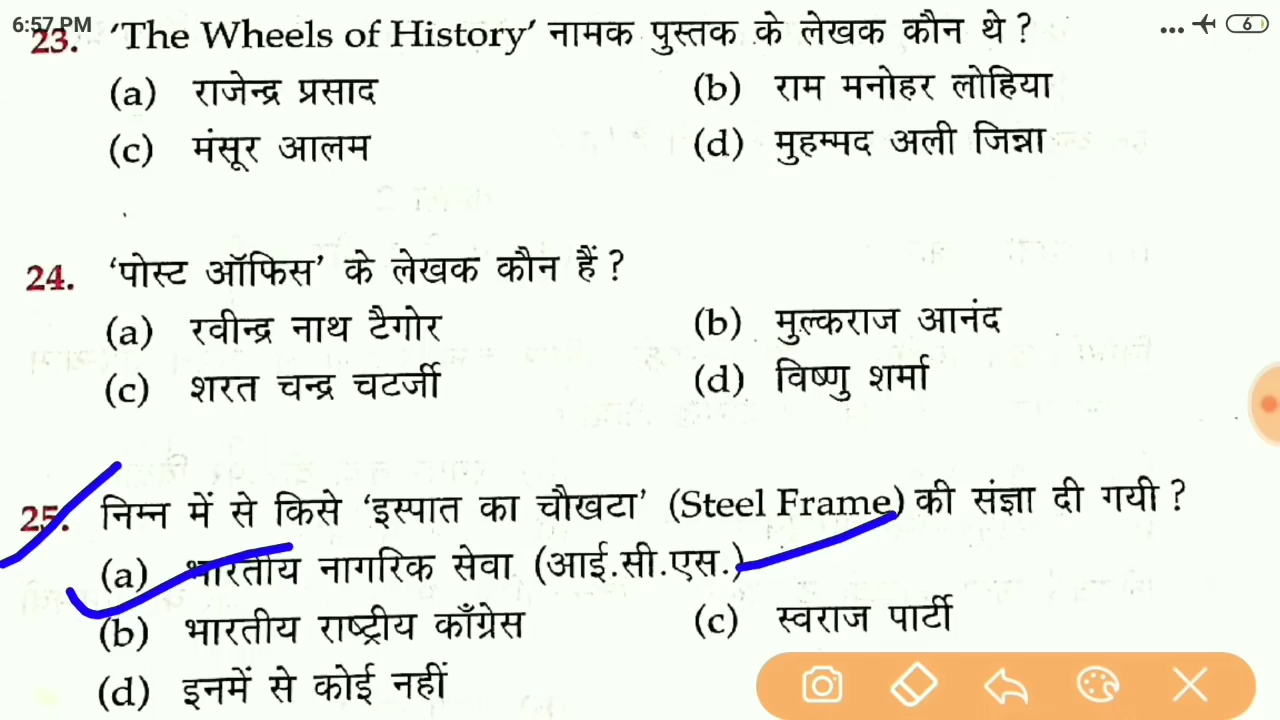 6:57 PM
6
23. 'The Wheels of History' नामक पुस्तक के लेखक कौन थे ?
(a) राजेन्द्र प्रसाद (b) राम मनोहर लोहिया
(c) मंसूर आलम (d) मुहम्मद अली जिन्ना
24. 'पोस्ट ऑफिस' के लेखक कौन हैं ?
(a) रवीन्द्र नाथ टैगोर (b) मुल्कराज आनंद
(c) शरत चन्द्र चटर्जी (d) विष्णु शर्मा
25. निम्न में से किसे 'इस्पात का चौखटा' (Steel Frame) की संज्ञा दी गयी ?
(a) भारतीय नागरिक सेवा (आई.सी.एस.)
(b) भारतीय राष्ट्रीय काँग्रेस (c) स्वराज पार्टी
(d) इनमें से कोई नहीं